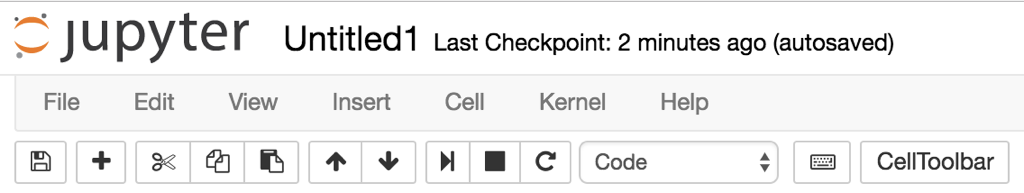 jupyter Untitled1 Last Checkpoint: 2 minutes ago (autosaved)
File Edit View Insert Cell Kernel Help
Code CellToolbar